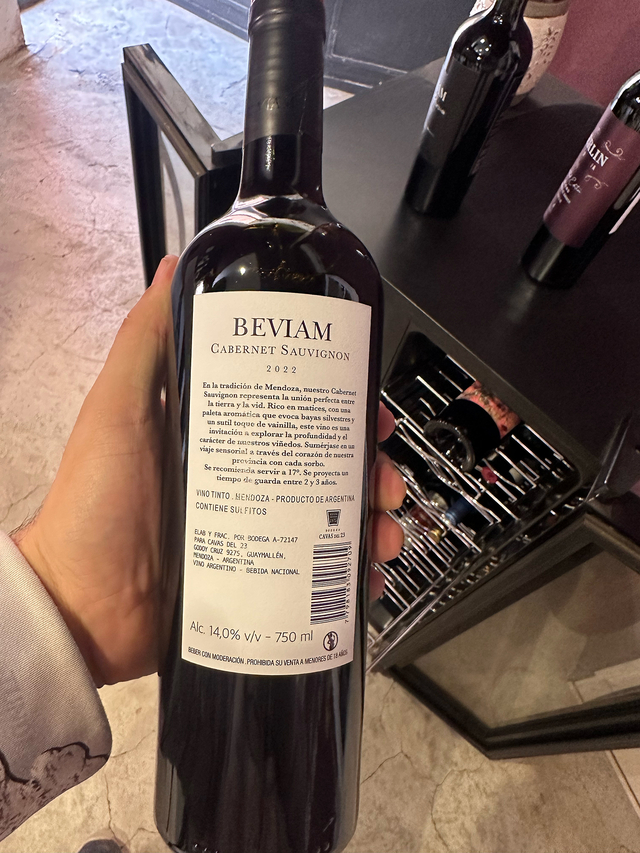 BEVIAM
CABERNET SAUVIGNON
2022
En la tradición de Mendoza, nuestro Cabernet
Sauvignon representa la unión perfecta entre
la tierra y la vid. Rico en matices, con una
paleta aromática que evoca bayas silvestres y
un sutil toque de vainilla, este vino es una
invitación a explorar la profundidad y el
carácter de nuestros viñedos. Sumérjase en un
viaje sensorial a través del corazón de nuestra
provincia con cada sorbo.
Se recomienda servir a 17º. Se proyecta un
tiempo de guarda entre 2 y 3 años.
VINO TINTO . MENDOZA - PRODUCTO DE ARGENTINA
CONTIENE SULFITOS
CAVAS DEL 23
ELAB Y FRAC. POR BODEGA A-72147
PARA CAVAS DEL 23
GODOY CRUZ 9275, GUAYMALLÉN,
MENDOZA - ARGENTINA
VINO ARGENTINO - BEBIDA NACIONAL
Alc. 14,0% v/v - 750 ml
BEBER CON MODERACIÓN. PROHIBIDA SU VENTA A MENORES DE 18 AÑOS